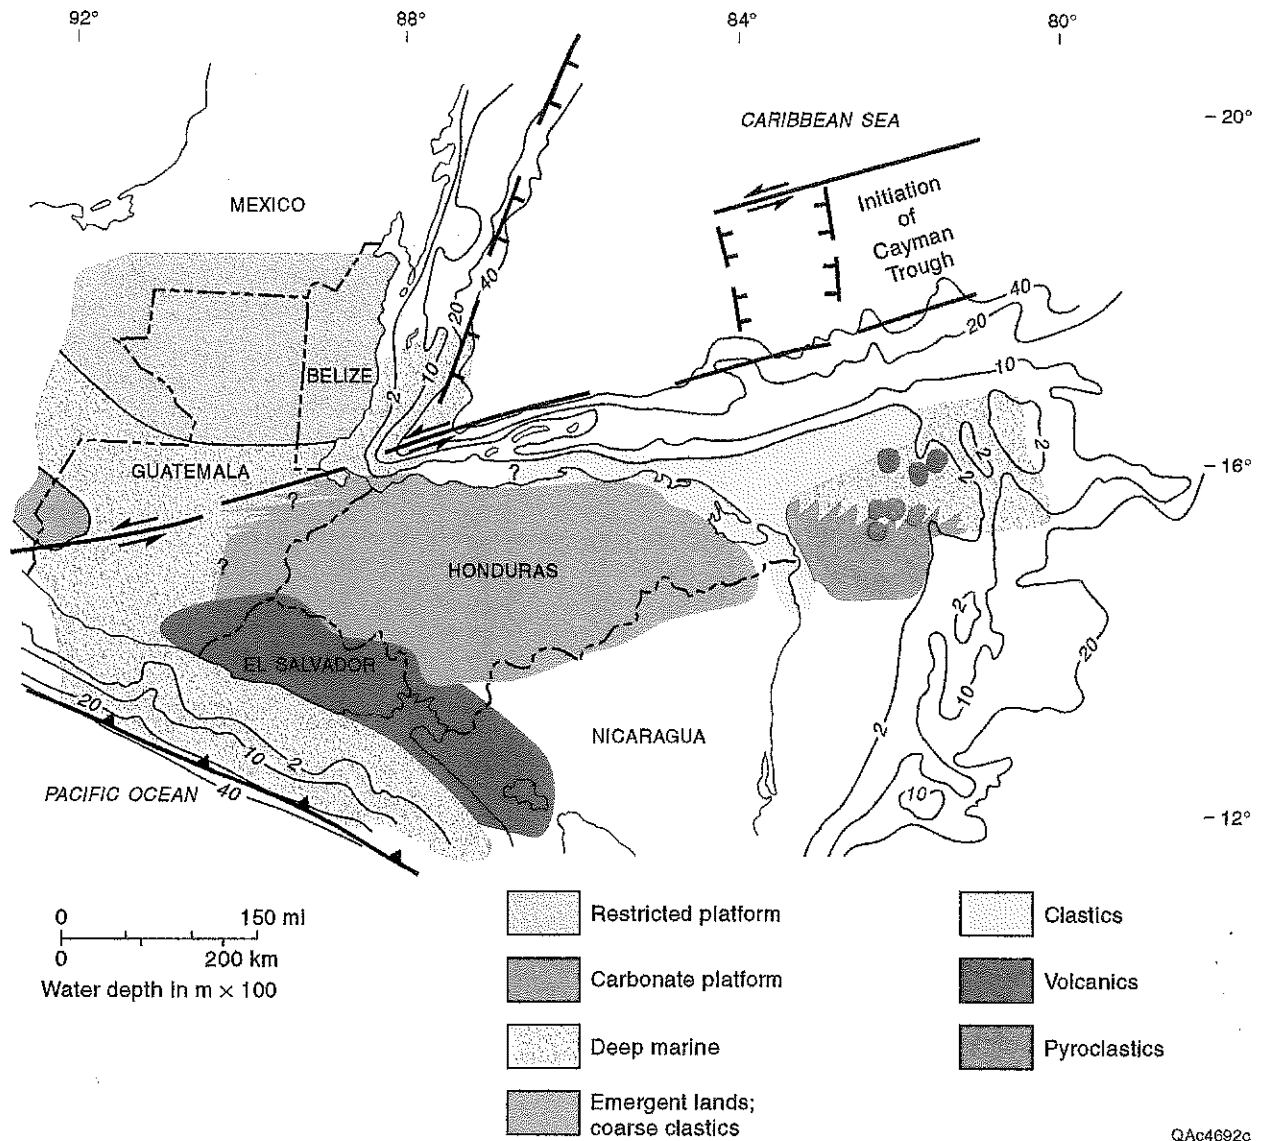 92°
88°
84°
80°
20°
CARIBBEAN SEA
MEXICO
Initiation
of
Cayman
Trough
40
20
40
20
10
BELIZE
10
2
2
2
?
GUATEMALA
?
2
16°
?
HONDURAS
2
20
EL SALVADOR
10
20
2
10
2
NICARAGUA
40
PACIFIC OCEAN
10
12°
0 150 mi
0 200 km
Water depth in m × 100
Restricted platform
Carbonate platform
Deep marine
Emergent lands;
coarse clastics
Clastics
Volcanics
Pyroclastics
QAc4692c